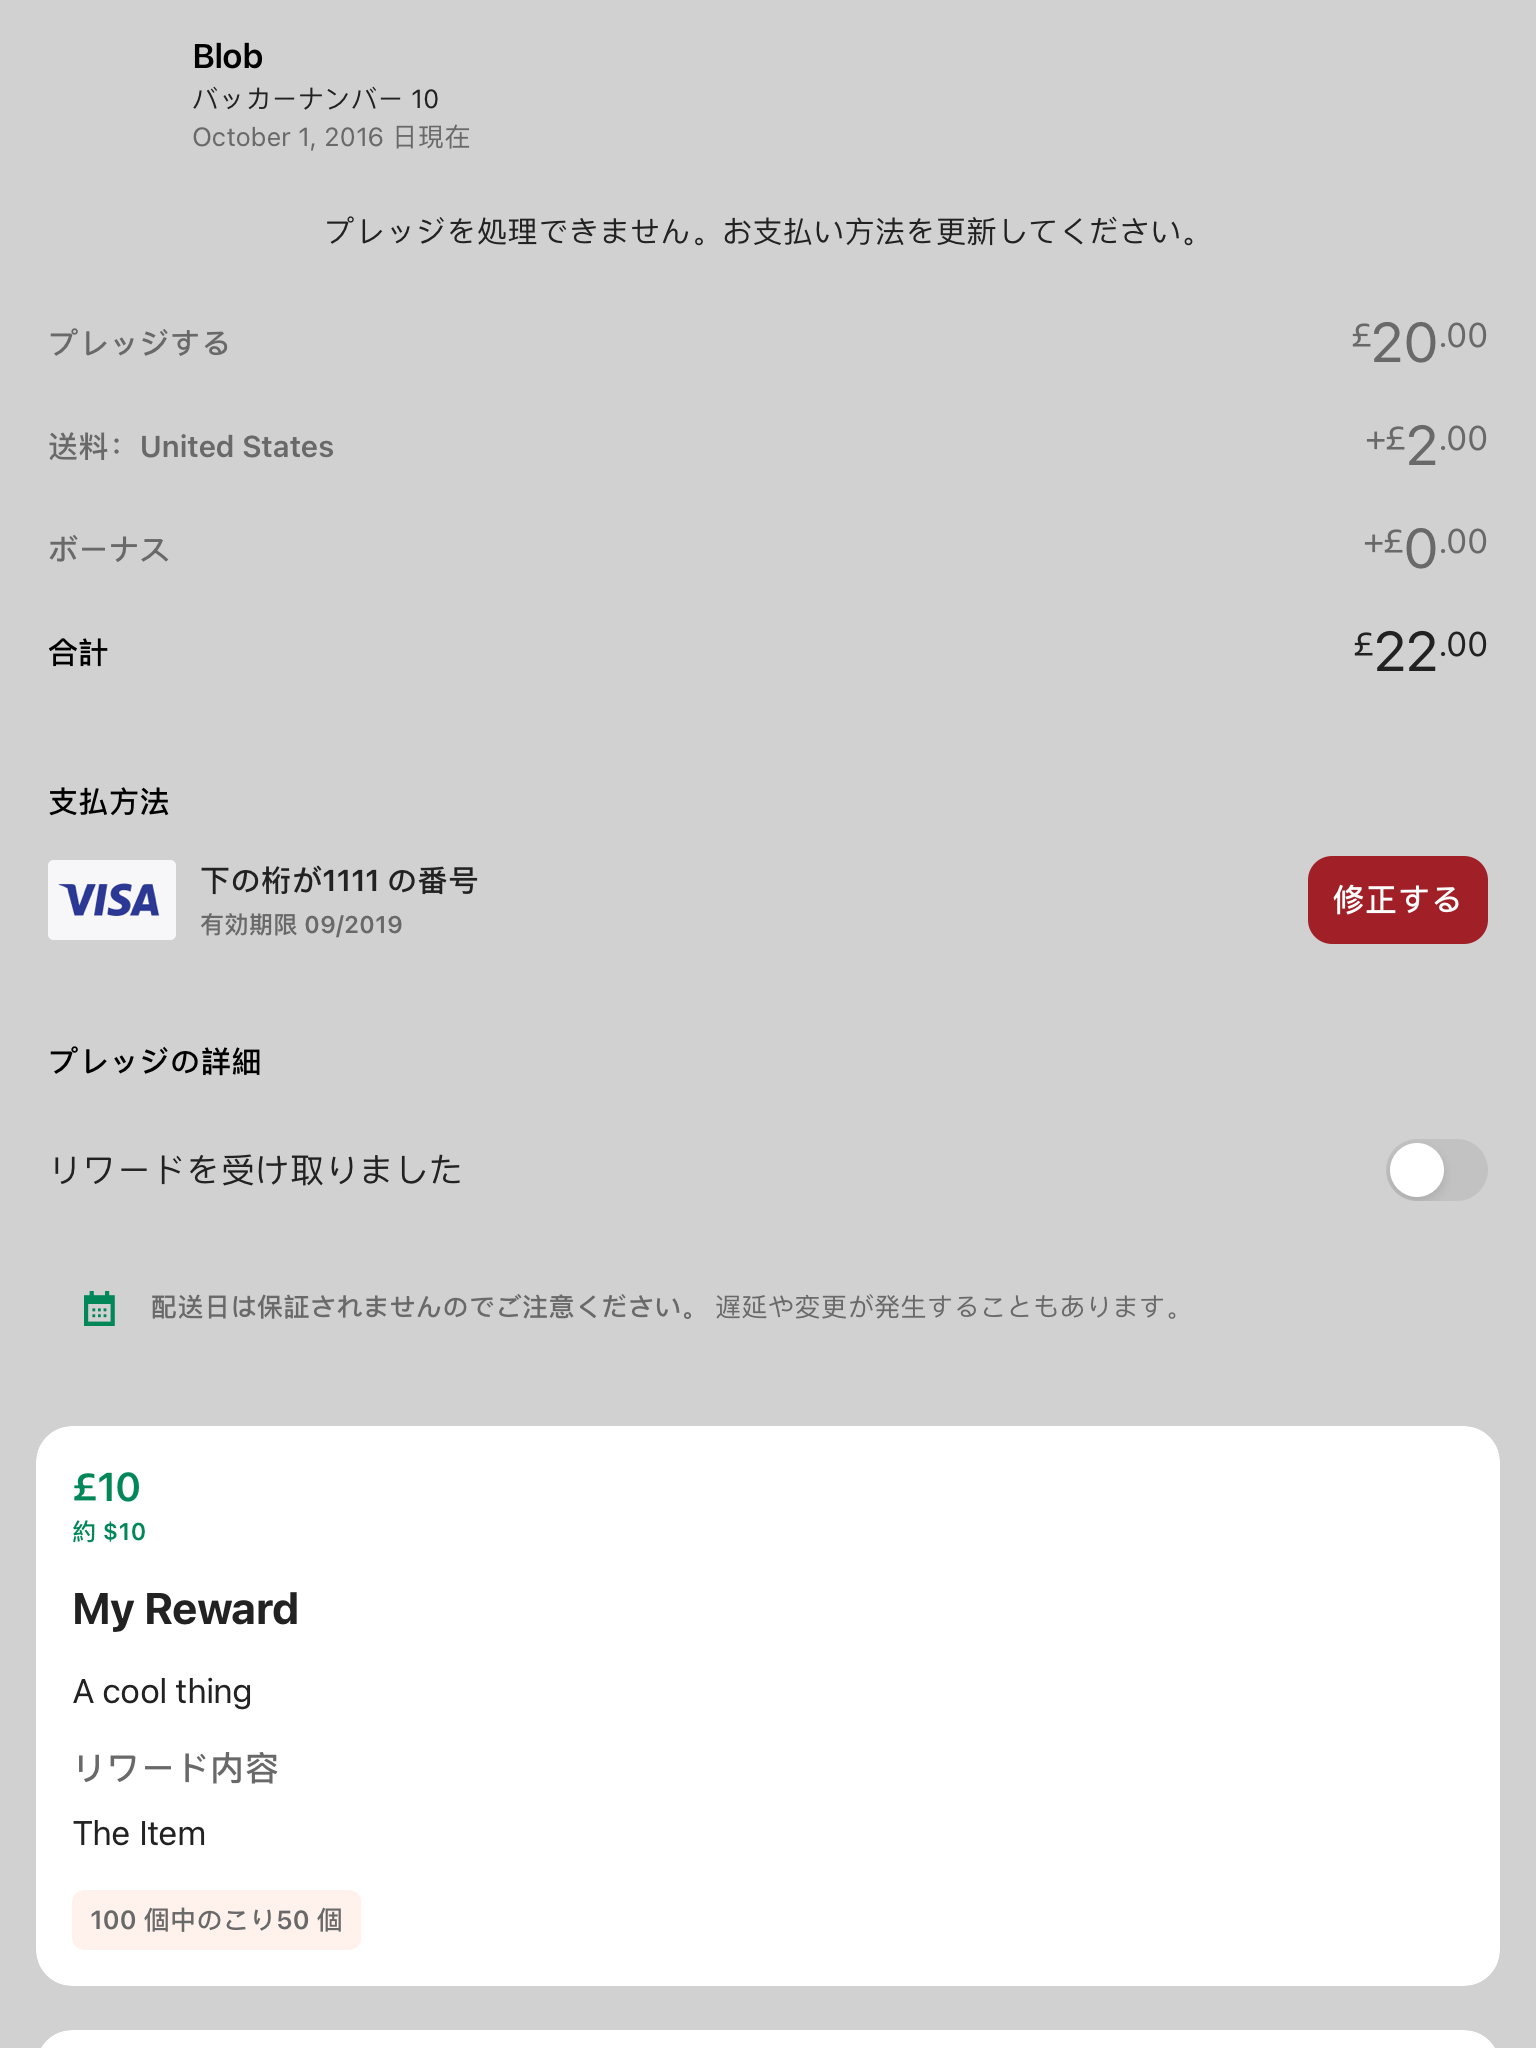 Blob
バッカーナンバー 10
October 1, 2016 日現在
プレッジを処理できません。お支払い方法を更新してください。
プレッジする £20.00
送料： United States +£2.00
ボーナス +£0.00
合計 £22.00
支払方法
VISA
下の桁が1111 の番号
有効期限 09/2019
修正する
プレッジの詳細
リワードを受け取りました
配送日は保証されませんのでご注意ください。 遅延や変更が発生することもあります。
£10
約 $10
My Reward
A cool thing
リワード内容
The Item
100 個中のこり50 個